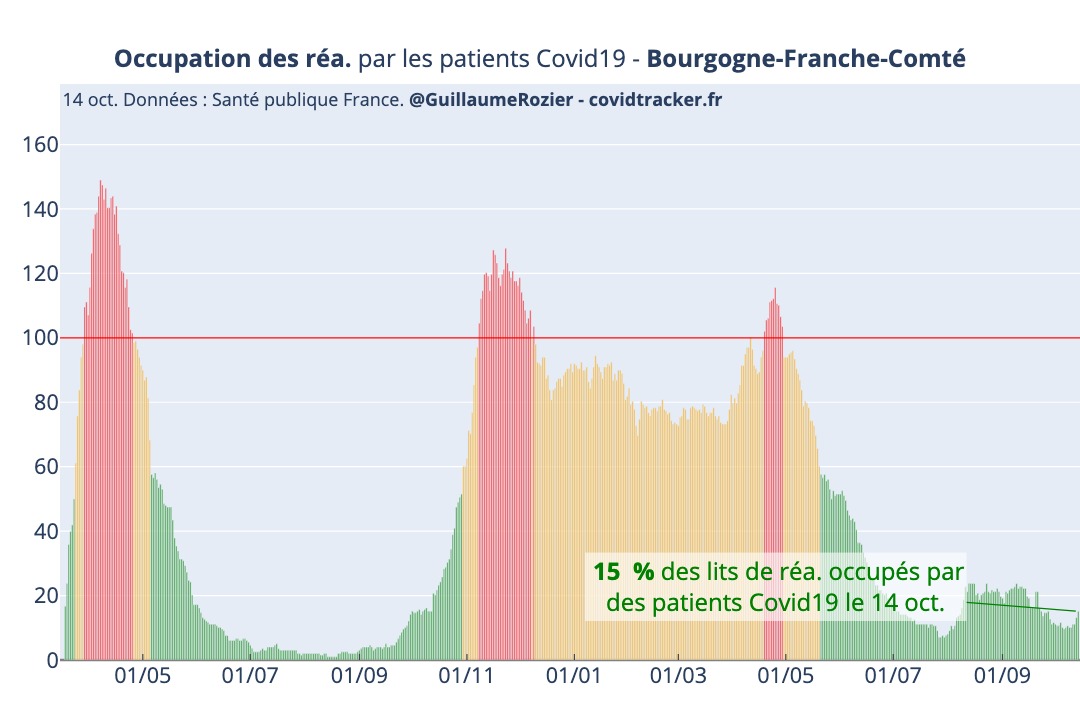 Occupation des réa. par les patients Covid19 - Bourgogne-Franche-Comté
14 oct. Données : Santé publique France. @GuillaumeRozier - covidtracker.fr
160
140
120
100
80
60
40
20
0
15 % des lits de réa. occupés par
des patients Covid19 le 14 oct.
01/05 01/07 01/09 01/11 01/01 01/03 01/05 01/07 01/09